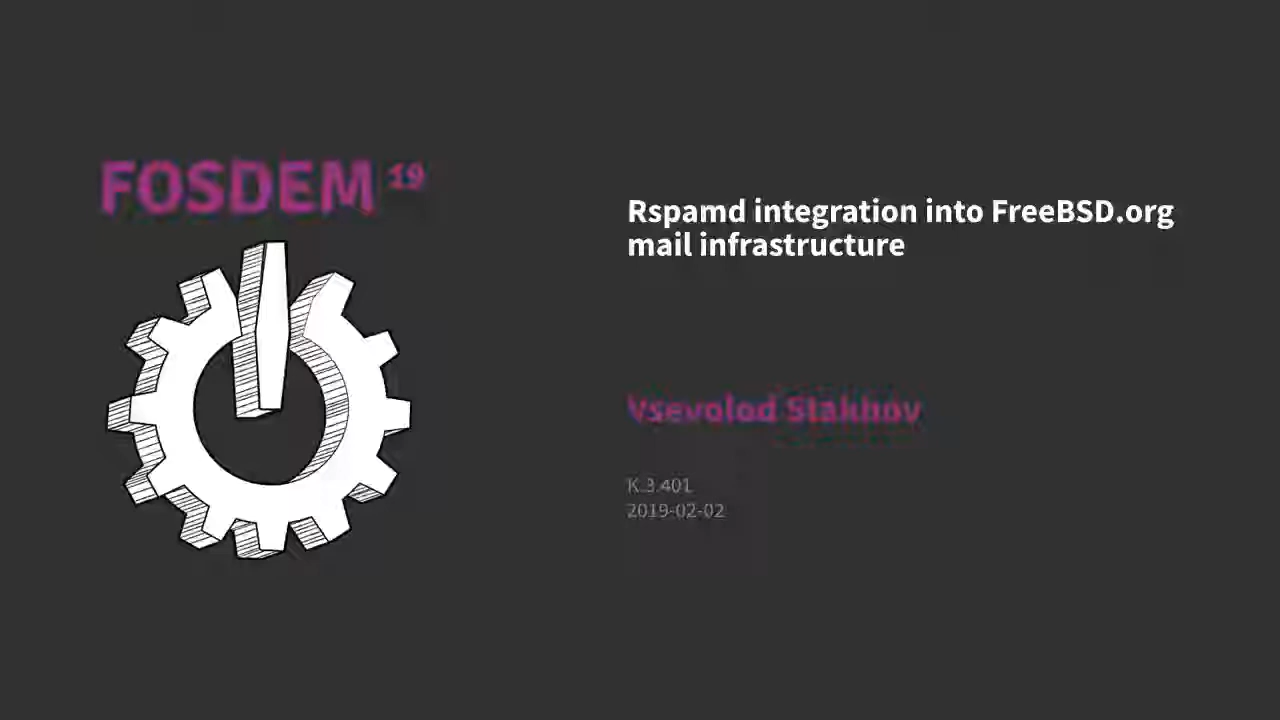 FOSDEM 19
Rspamd integration into FreeBSD.org
mail infrastructure
Vsevolod Stakhov
K.3.401
2019-02-02